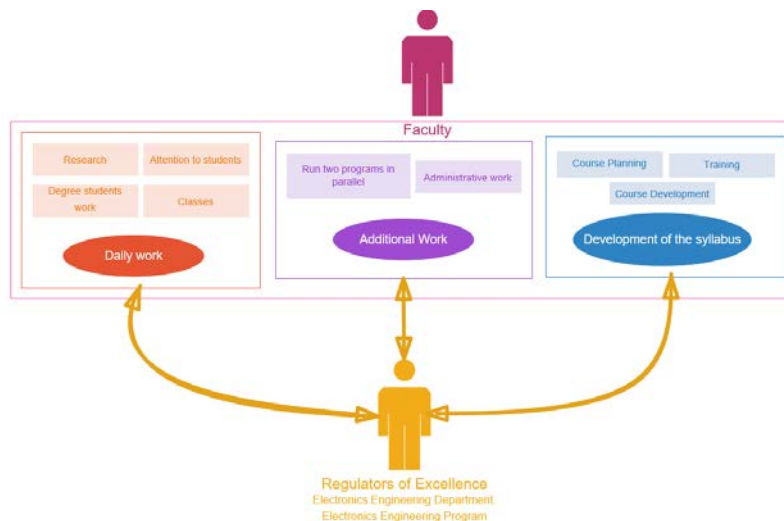 Faculty
Research
Attention to students
Degree students
work
Classes
Daily work
Run two programs in
parallel
Administrative work
Additional Work
Course Planning
Training
Course Development
Development of the syllabus
Regulators of Excellence
Electronics Engineering Department
Electronics Engineering Program